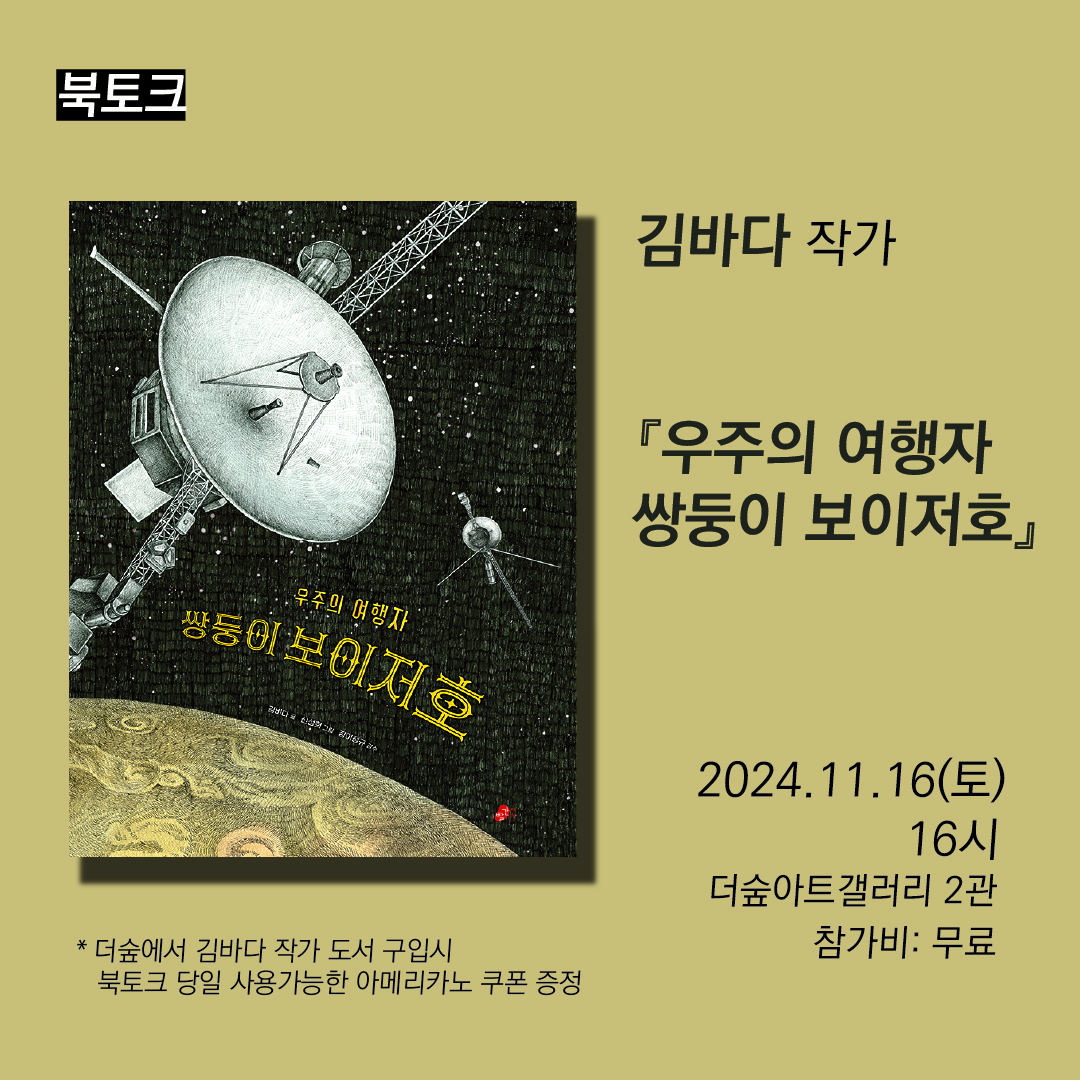 북토크
김바다 작가
『우주의 여행자
쌍둥이 보이저호』
우주의 여행자
쌍둥이 보이저호
김바다 글
2024.11.16(토)
16시
더숲아트갤러리 2관
참가비: 무료
* 더숲에서 김바다 작가 도서 구입시
북토크 당일 사용가능한 아메리카노 쿠폰 증정